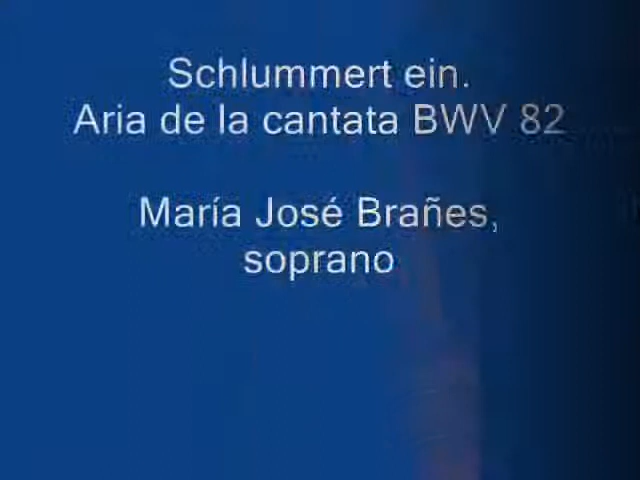 Schlummert ein.
Aria de la cantata BWV 82
María José Brañes,
soprano